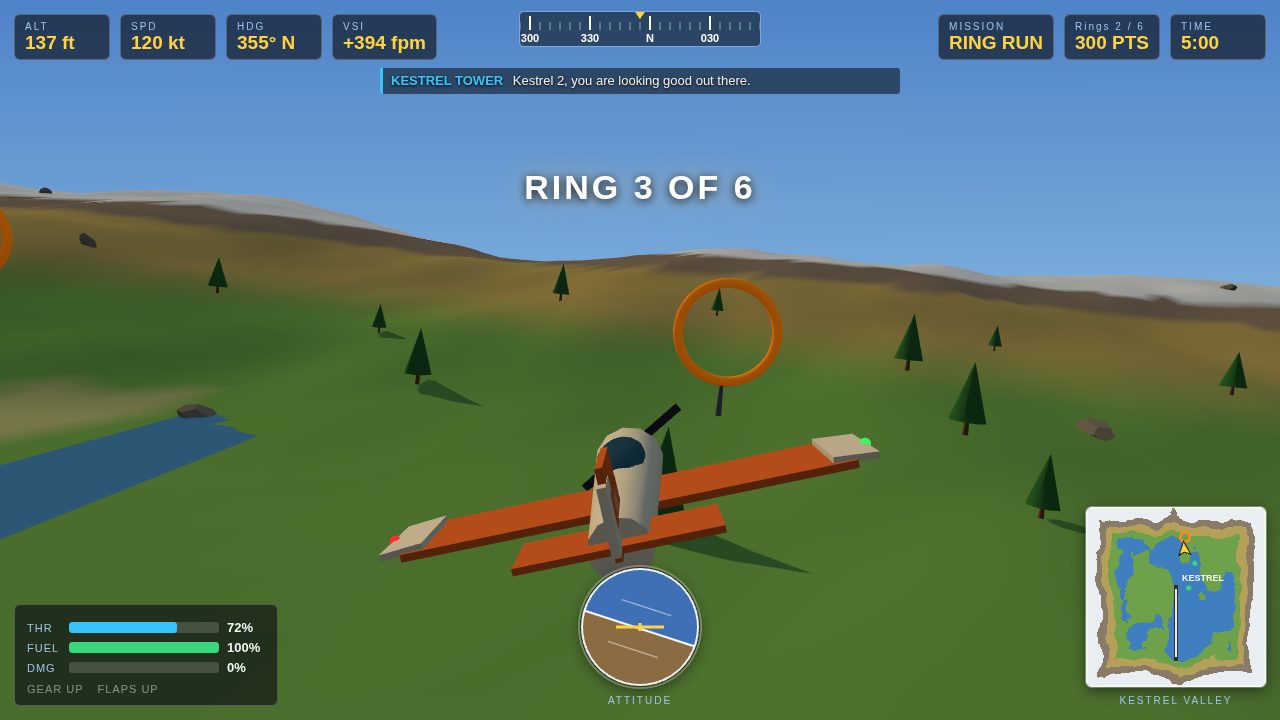 ALT
137 ft
SPD
120 kt
HDG
355° N
VSI
+394 fpm
300 330 N 030
MISSION
RING RUN
Rings 2 / 6
300 PTS
TIME
5:00
KESTREL TOWER Kestrel 2, you are looking good out there.
RING 3 OF 6
THR 72%
FUEL 100%
DMG 0%
GEAR UP FLAPS UP
ATTITUDE
KESTREL
KESTREL VALLEY